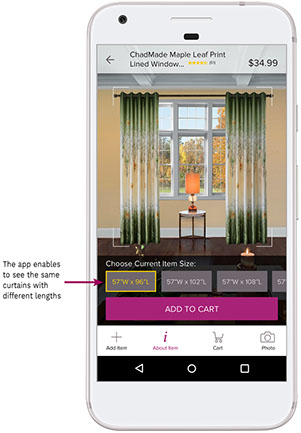 ChadMade Maple Leaf Print
Lined Window...
$34.99
The app enables
to see the same
curtains with
different lengths
Choose Current Item Size:
57"W x 96"L
57"W x 102"L
57"W x 108"L
ADD TO CART
Add Item
About Item
Cart
Photo